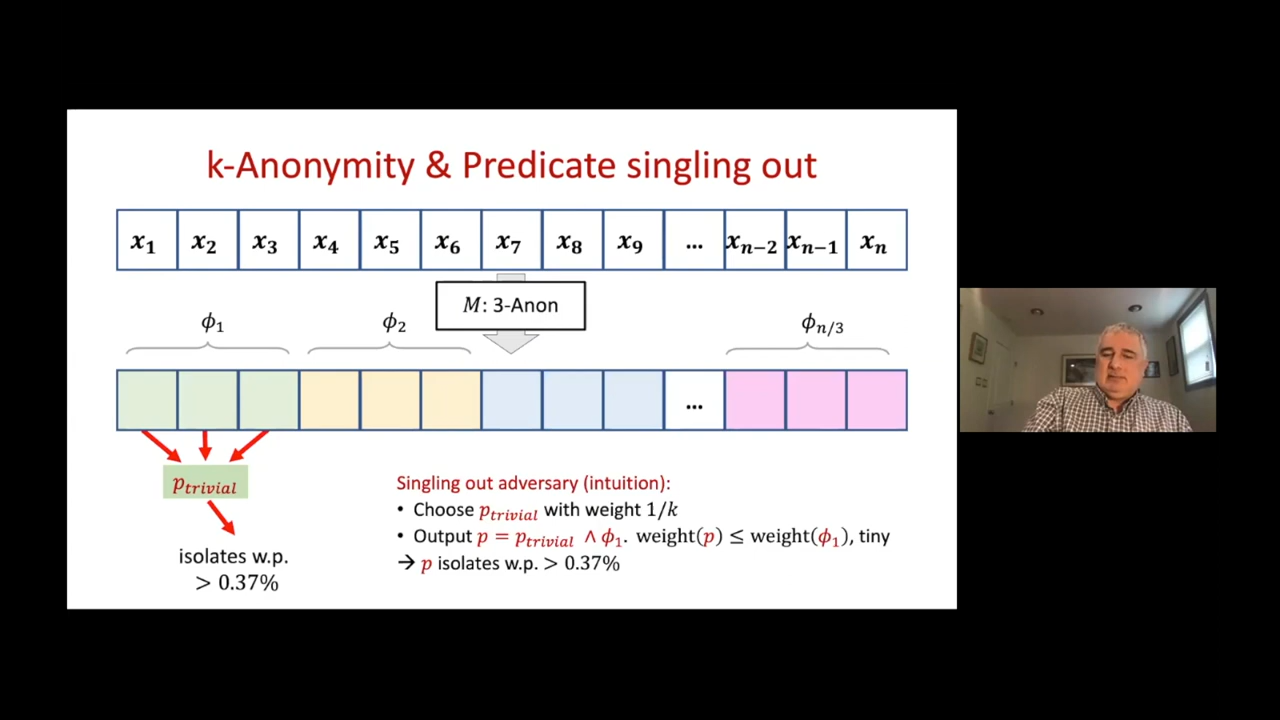 k-Anonymity & Predicate singling out
x₁ x₂ x₃ x₄ x₅ x₆ x₇ x₈ x₉ ... xₙ₋₂ xₙ₋₁ xₙ
M: 3-Anon
ϕ₁ ϕ₂ ϕn/3
...
p_trivial
isolates w.p.
> 0.37%
Singling out adversary (intuition):
• Choose p_trivial with weight 1/k
• Output p = p_trivial ∧ ϕ₁. weight(p) ≤ weight(ϕ₁), tiny
→ p isolates w.p. > 0.37%